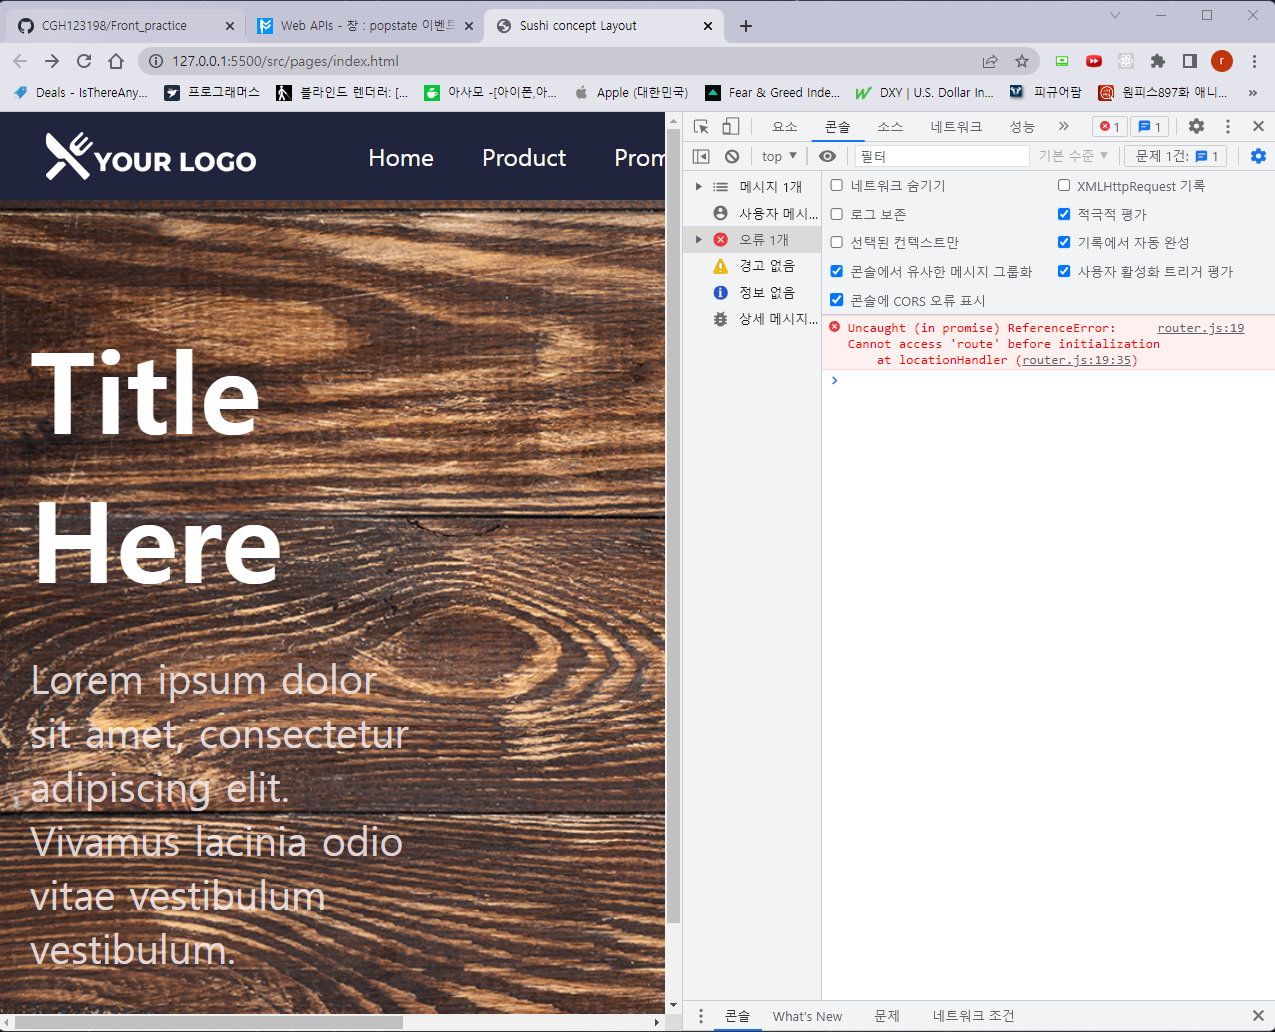 CGH123198/Front_practice
Web APIs - 창 : popstate 이벤트
Sushi concept Layout
127.0.0.1:5500/src/pages/index.html
r
Deals - IsThereAny...
프로그래머스
블라인드 렌더러: [...
아사모 -[아이폰,아...
Apple (대한민국)
Fear & Greed Inde...
DXY | U.S. Dollar In...
피규어팜
원피스897화 애니...
»
YOUR LOGO
Home
Product
Prom
Title
Here
Lorem ipsum dolor
sit amet, consectetur
adipiscing elit.
Vivamus lacinia odio
vitae vestibulum
vestibulum.
요소
콘솔
소스
네트워크
성능
»
1
1
top ▼
필터
기본 수준 ▼
문제 1건: 1
메시지 1개
사용자 메시...
오류 1개
경고 없음
정보 없음
상세 메시지...
네트워크 숨기기
XMLHttpRequest 기록
로그 보존
적극적 평가
선택된 컨텍스트만
기록에서 자동 완성
콘솔에서 유사한 메시지 그룹화
사용자 활성화 트리거 평가
콘솔에 CORS 오류 표시
Uncaught (in promise) ReferenceError: router.js:19
Cannot access 'route' before initialization
at locationHandler (router.js:19:35)
콘솔
What's New
문제
네트워크 조건